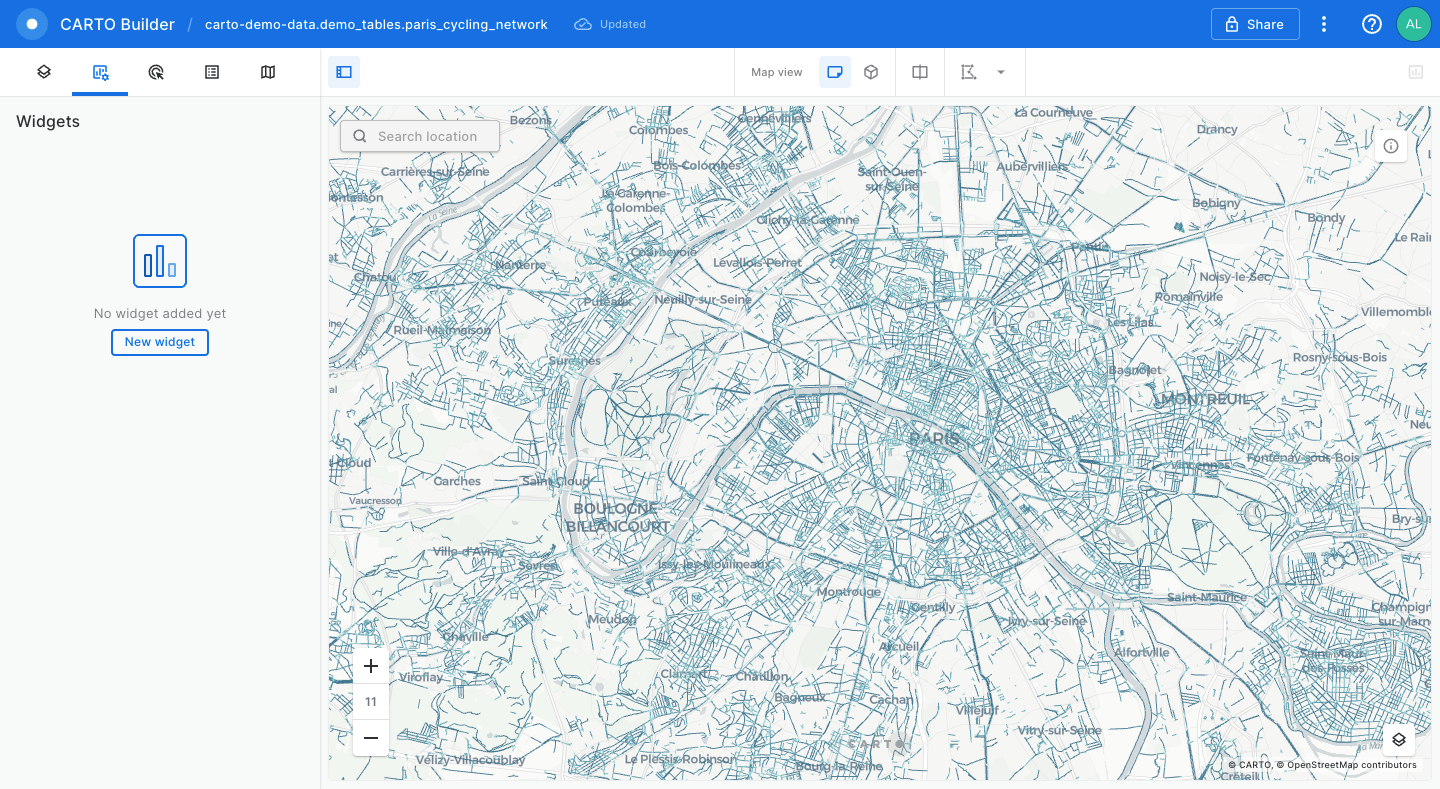 CARTO Builder / carto-demo-data.demo_tables.paris_cycling_network Updated Share AL
Map view
Widgets
No widget added yet
New widget
Search location
Bezons
Colombes
Gennevilliers
La Courneuve
Drancy
Bois-Colombes
Carrières-sur-Seine
Saint-Ouen-
sur-Seine
Aubervilliers
La Garenne-
Colombes
La Seine
Clichy-la-Garenne
Bobigny
Bondy
Courbevoie
Pantin
Nanterre
Levallois-Perret
Chatou
Noisy-le-Sec
Puteaux
Neuilly-sur-Seine
Romainville
Villemomble
Rueil-Malmaison
Les Lilas
Suresnes
Rosny-sous-Bois
Bagnolet
MONTREUIL
PARIS
Vincennes
Fontenay-sous-Bois
Garches
Saint-Cloud
Vaucresson
BOULOGNE-
BILLANCOURT
Ville-d'Avray
Sèvres
Issy-les-Moulineaux
Montrouge
Gentilly
Saint-Maurice
Meudon
Ivry-sur-Seine
Chaville
Arcueil
Alfortville
Saint-Maur-
des-Fossés
Viroflay
Clamart
Châtillon
Bagneux
Cachan
Villejuif
Vitry-sur-Seine
CARTO
Vélizy-Villacoublay
Le Plessis-Robinson
Bourg-la-Reine
Créteil
11
© CARTO, © OpenStreetMap contributors